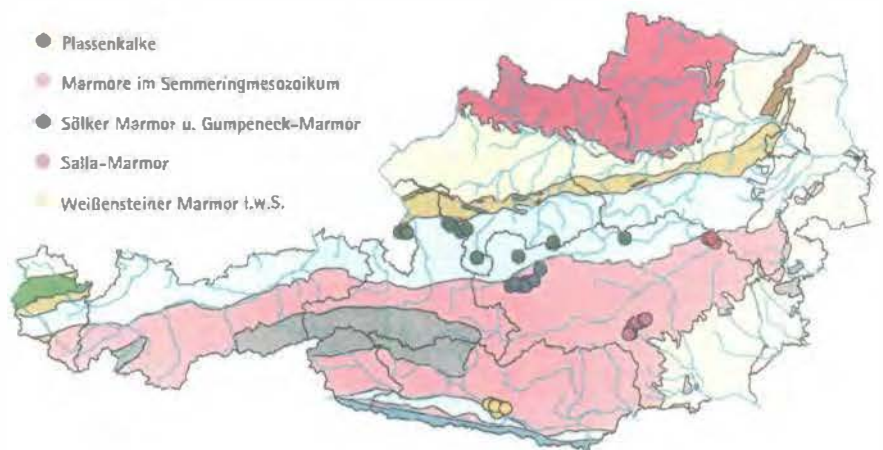 Plassenkalke
Marmore im Semmeringmesozoikum
Sölker Marmor u. Gumpeneck-Marmor
Salla-Marmor
Weißensteiner Marmor i.w.S.